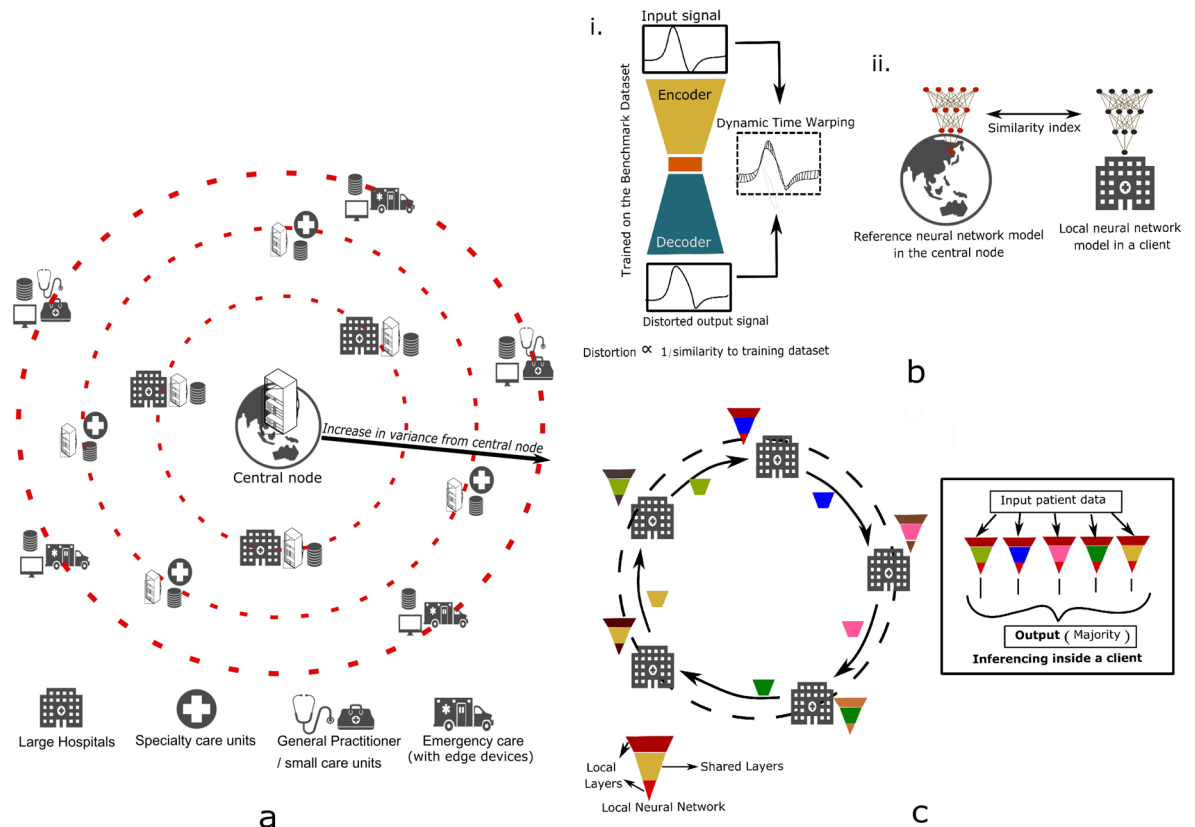 Increase in variance from central node
Central node
Large Hospitals
Specialty care units
General Practitioner
/ small care units
Emergency care
(with edge devices)
a
i.
Input signal
Trained on the Benchmark Dataset
Encoder
Dynamic Time Warping
Decoder
Distorted output signal
Distortion ∝ 1/similarity to training dataset
ii.
Similarity index
Reference neural network model
in the central node
Local neural network
model in a client
b
Input patient data
Output ( Majority )
Inferencing inside a client
Local
Layers
Shared Layers
Local Neural Network
c